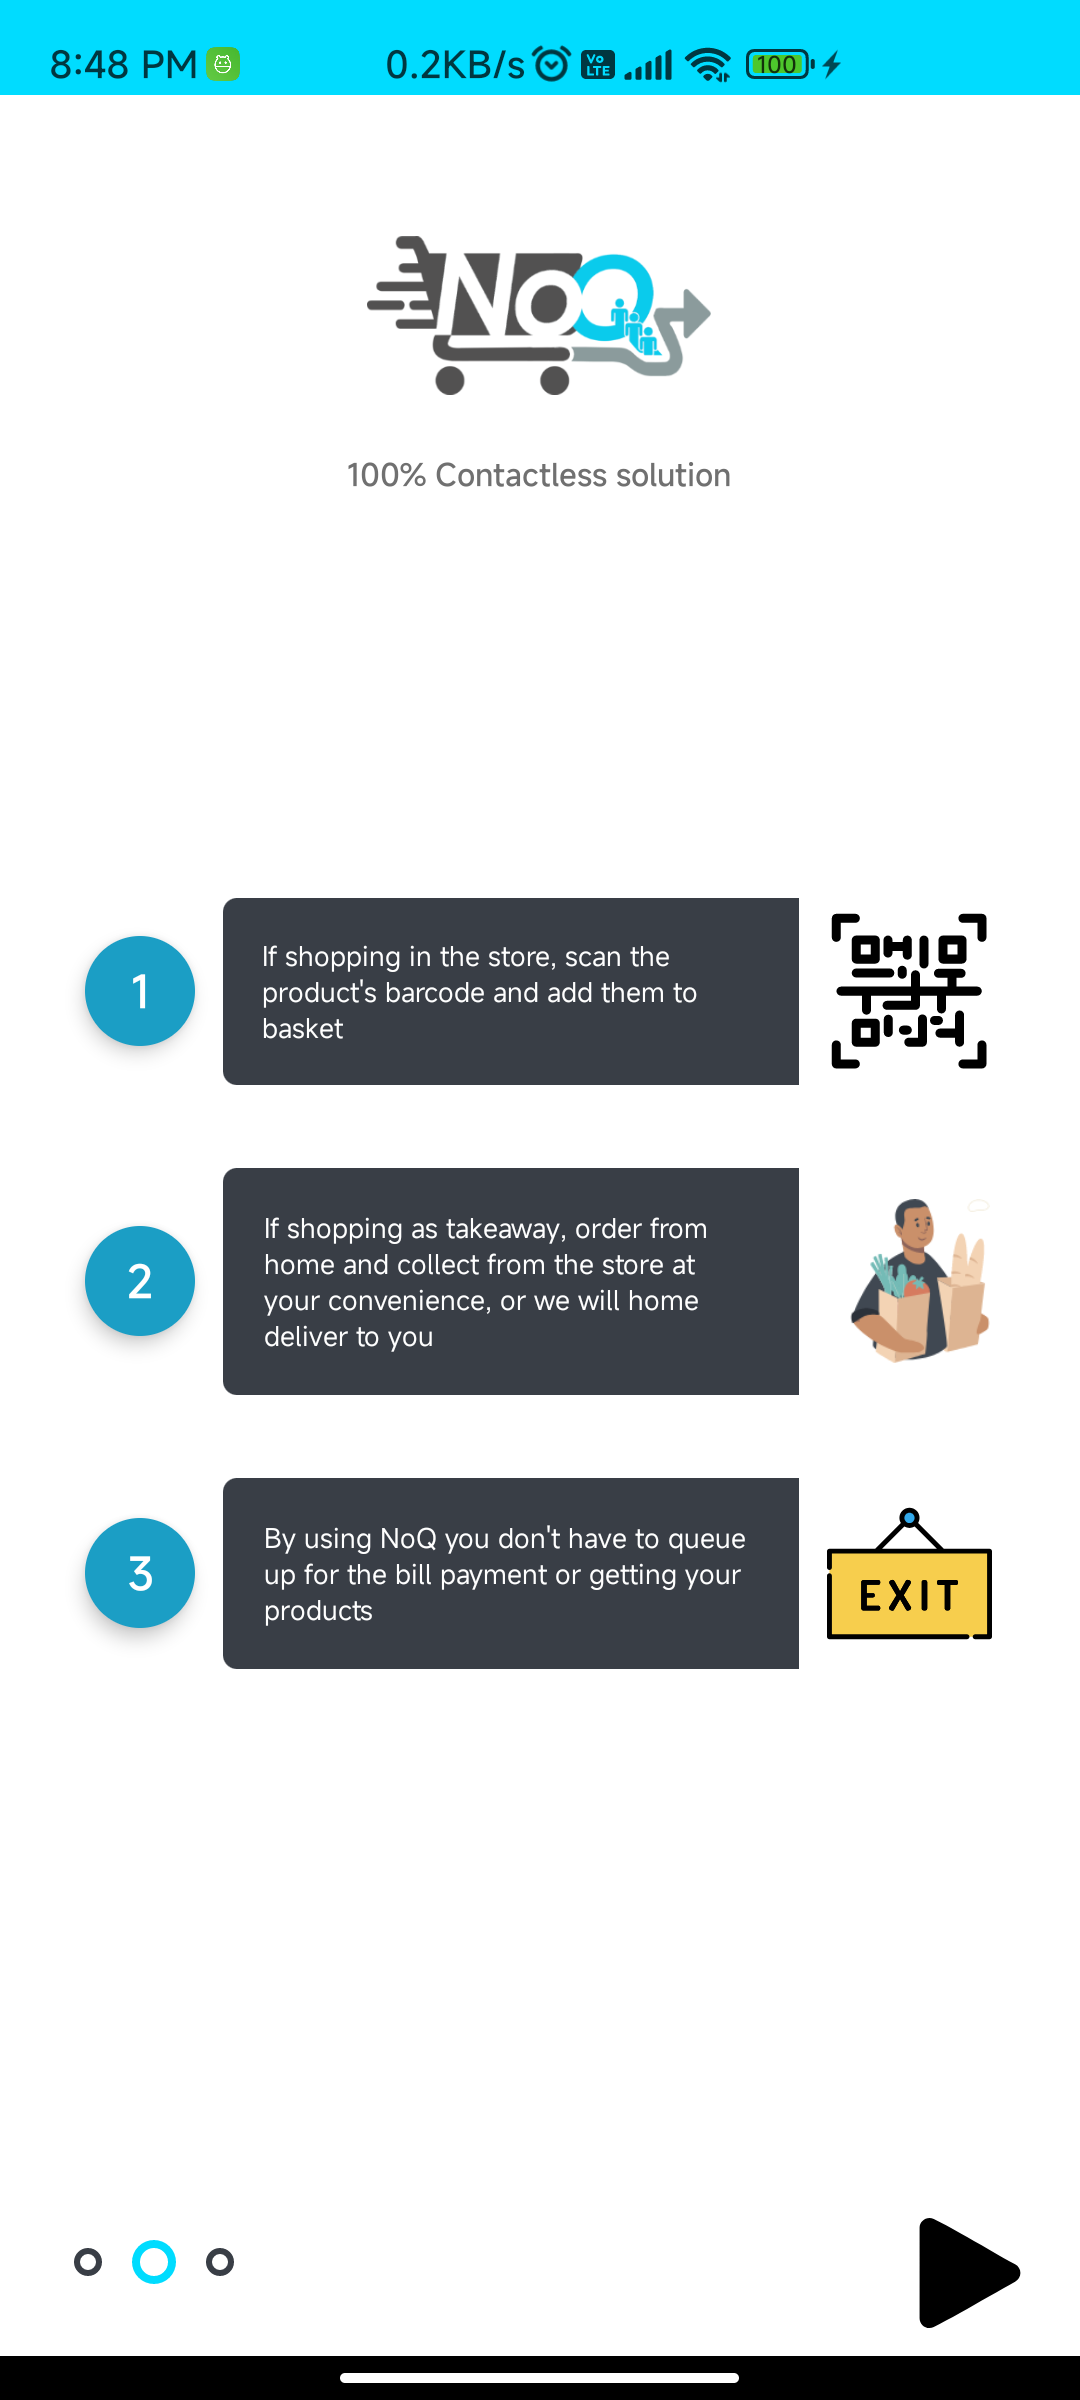 8:48 PM 0.2KB/s Vo LTE 100
NoQ
100% Contactless solution
1
If shopping in the store, scan the
product's barcode and add them to
basket
2
If shopping as takeaway, order from
home and collect from the store at
your convenience, or we will home
deliver to you
3
By using NoQ you don't have to queue
up for the bill payment or getting your
products
EXIT